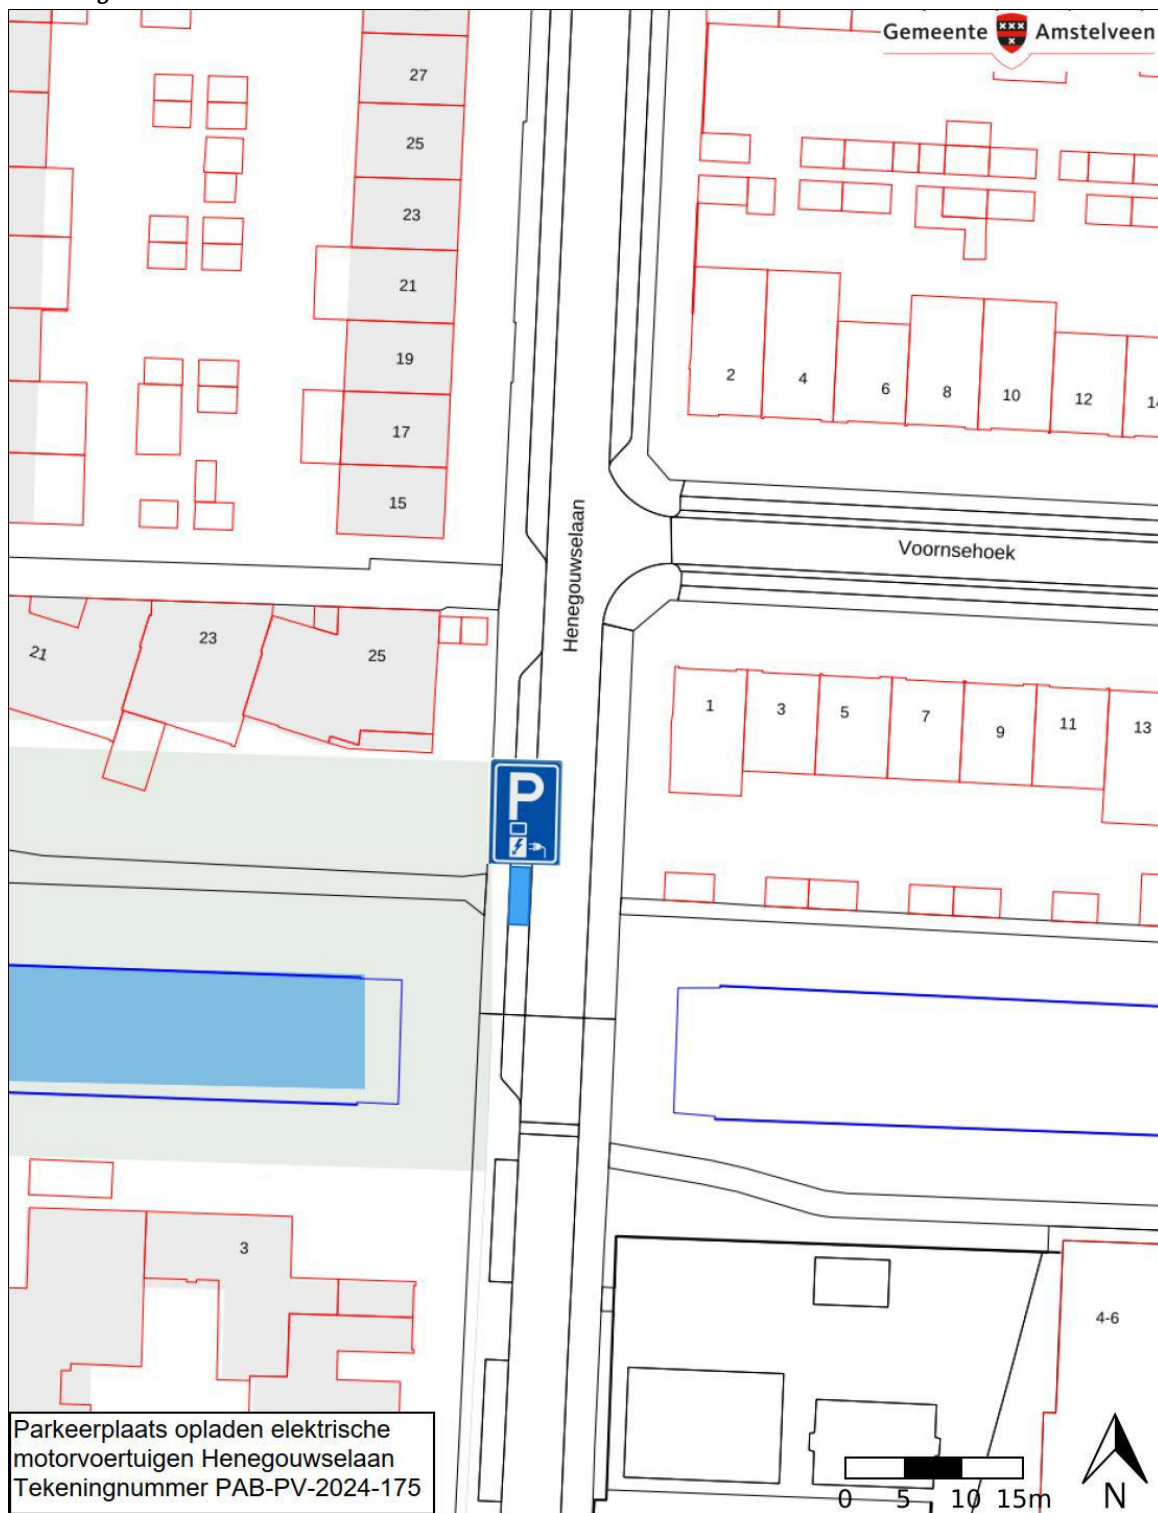 Gemeente Amstelveen
27
25
23
21
19
17
15
2
4
6
8
10
12
Henegouwselaan
Voornsehoek
21
23
25
1
3
5
7
9
11
13
P
3
4-6
Parkeerplaats opladen elektrische
motorvoertuigen Henegouwselaan
Tekeningnummer PAB-PV-2024-175
0 5 10 15m
N